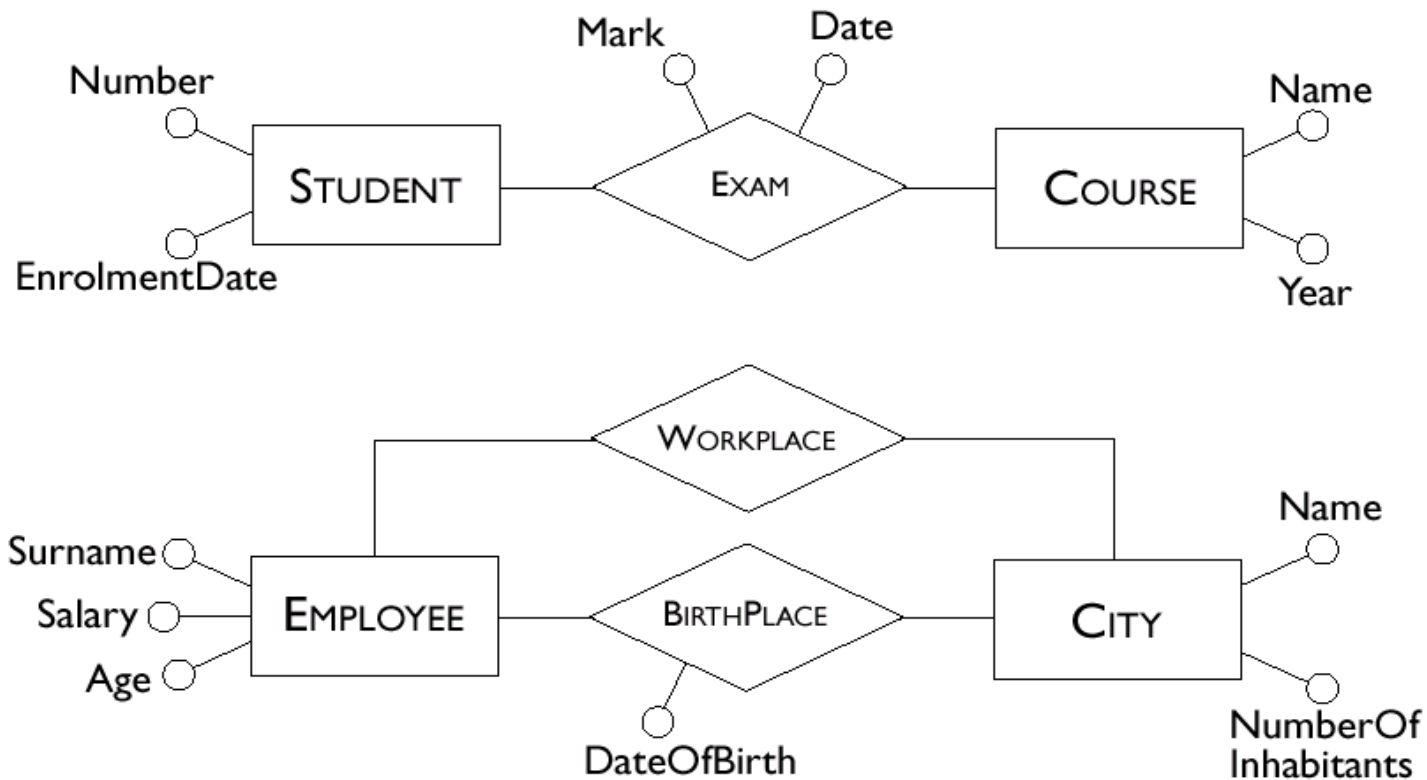 Mark
Date
Number
Name
STUDENT
EXAM
COURSE
EnrolmentDate
Year
WORKPLACE
Name
Surname
Salary
EMPLOYEE
BIRTHPLACE
CITY
Age
NumberOf
Inhabitants
DateOfBirth